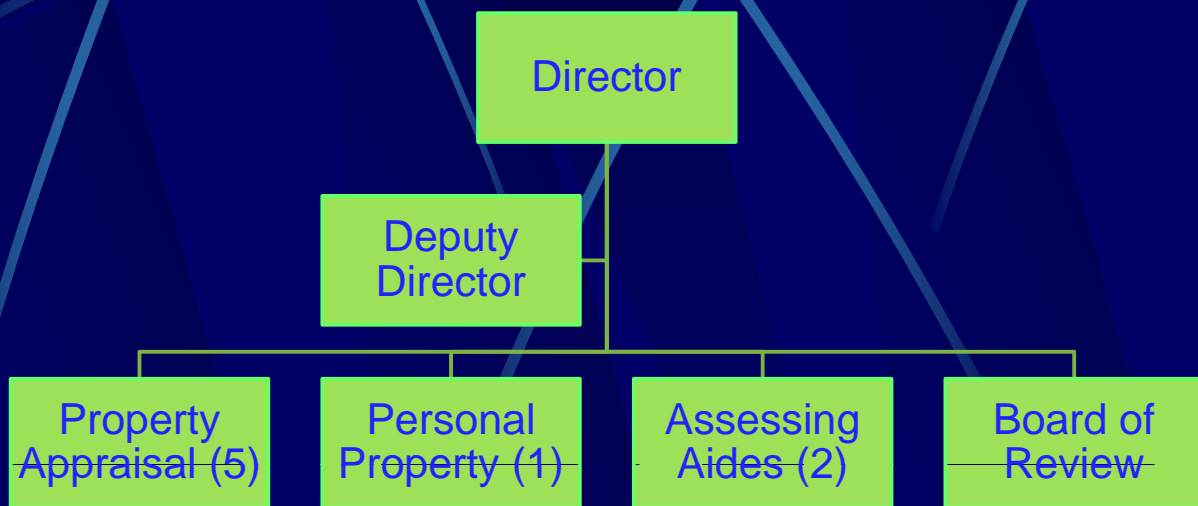 Director
Deputy
Director
Property
Appraisal (5)
Personal
Property (1)
Assessing
Aides (2)
Board of
Review